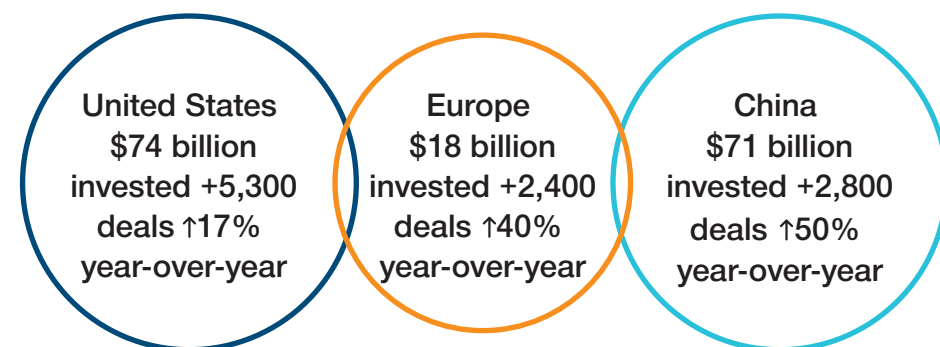 United States
$74 billion
invested +5,300
deals ↑17%
year-over-year
Europe
$18 billion
invested +2,400
deals ↑40%
year-over-year
China
$71 billion
invested +2,800
deals ↑50%
year-over-year